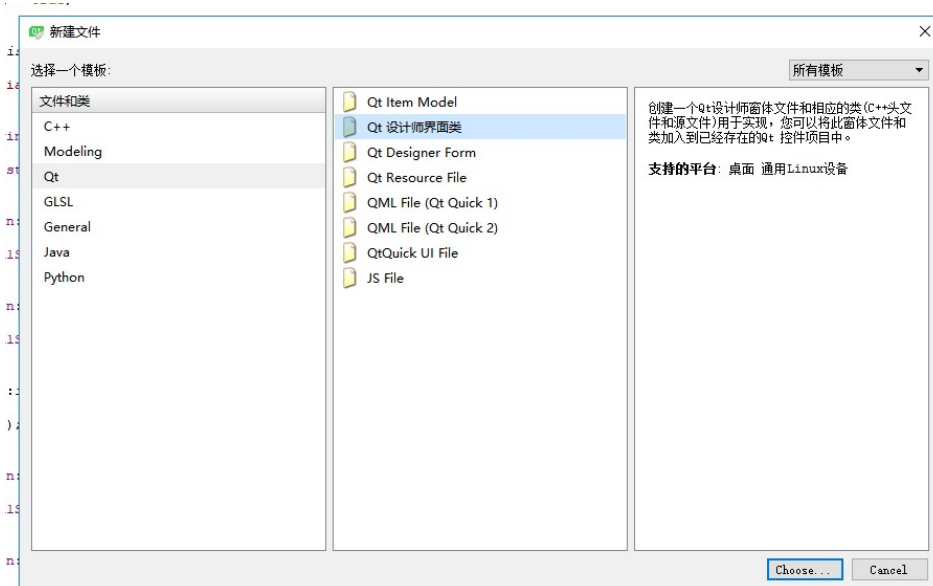 新建文件
选择一个模板:
所有模板
文件和类
C++
Modeling
Qt
GLSL
General
Java
Python
Qt Item Model
Qt 设计师界面类
Qt Designer Form
Qt Resource File
QML File (Qt Quick 1)
QML File (Qt Quick 2)
QtQuick UI File
JS File
创建一个Qt设计师窗体文件和相应的类(C++头文
件和源文件)用于实现，您可以将此窗体文件和
类加入到已经存在的Qt 控件项目中。
支持的平台: 桌面 通用Linux设备
Choose...
Cancel